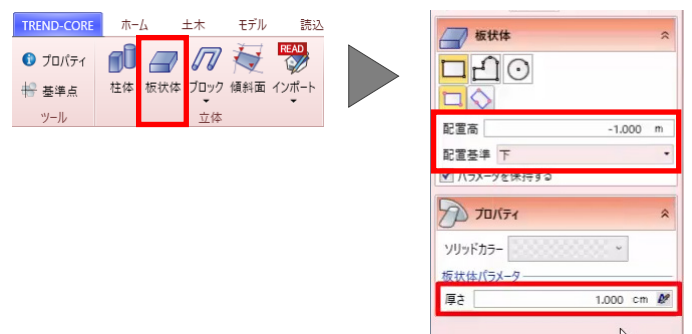 TREND-CORE ホーム 土木 モデル 読込
プロパティ
基準点
ツール
柱体 板状体 ブロック 傾斜面 インポート
READ
立体
板状体
配置高 -1.000 m
配置基準 下
パラメータを保持する
プロパティ
ソリッドカラー
板状体パラメータ
厚さ 1.000 cm